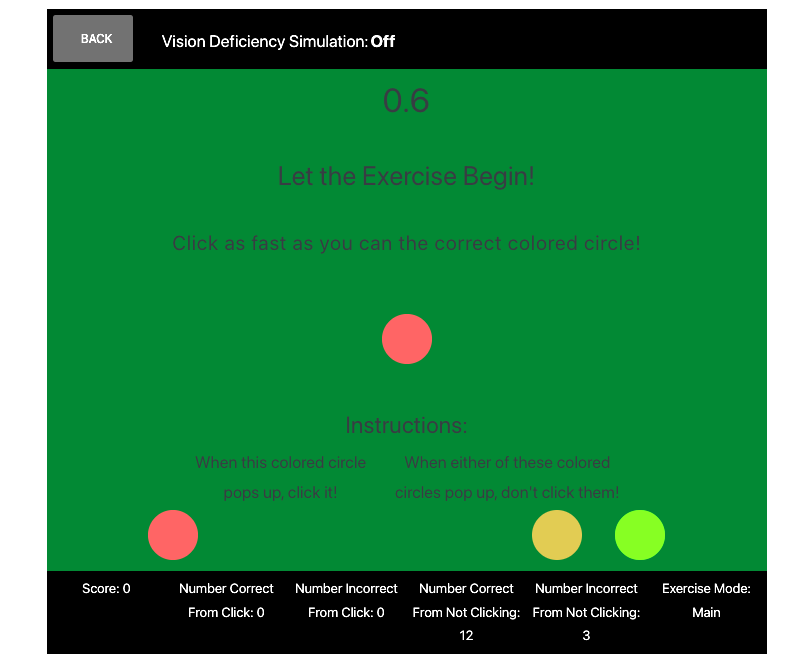 BACK
Vision Deficiency Simulation: Off
0.6
Let the Exercise Begin!
Click as fast as you can the correct colored circle!
Instructions:
When this colored circle
pops up, click it!
When either of these colored
circles pop up, don't click them!
Score: 0
Number Correct
From Click: 0
Number Incorrect
From Click: 0
Number Correct
From Not Clicking:
12
Number Incorrect
From Not Clicking:
3
Exercise Mode:
Main